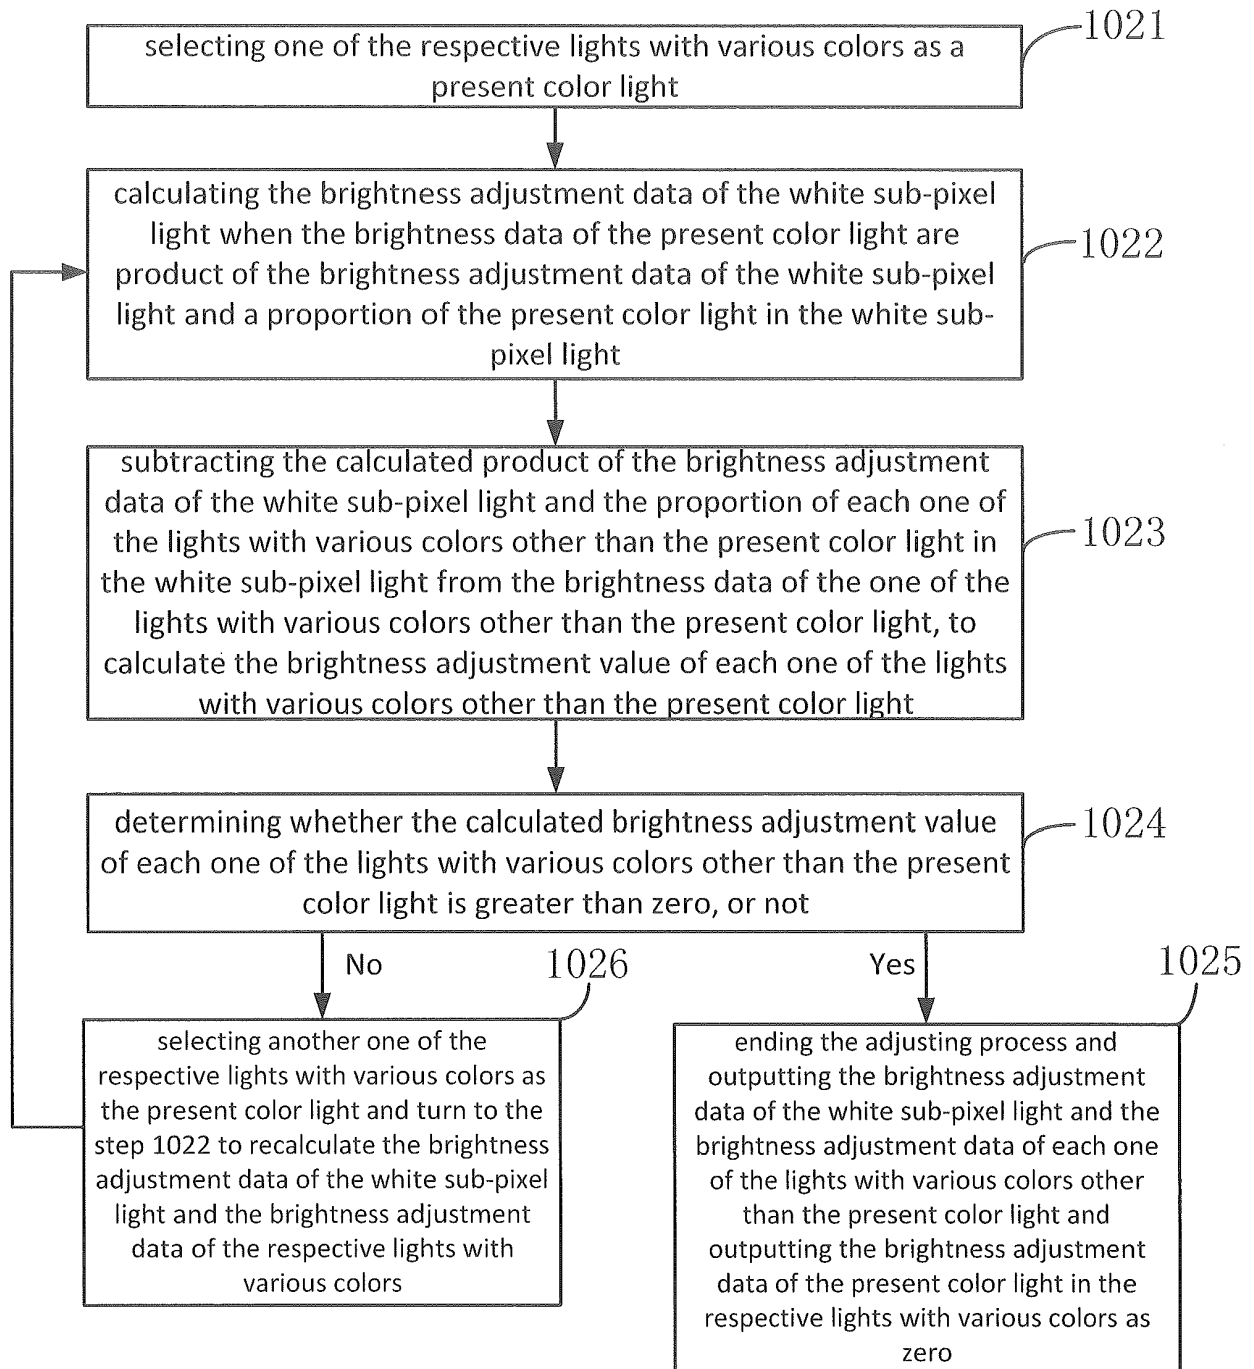 selecting one of the respective lights with various colors as a
present color light
1021
calculating the brightness adjustment data of the white sub-pixel
light when the brightness data of the present color light are
product of the brightness adjustment data of the white sub-pixel
light and a proportion of the present color light in the white sub-
pixel light
1022
subtracting the calculated product of the brightness adjustment
data of the white sub-pixel light and the proportion of each one of
the lights with various colors other than the present color light in
the white sub-pixel light from the brightness data of the one of the
lights with various colors other than the present color light, to
calculate the brightness adjustment value of each one of the lights
with various colors other than the present color light
1023
determining whether the calculated brightness adjustment value
of each one of the lights with various colors other than the present
color light is greater than zero, or not
1024
No
1026
Yes
1025
selecting another one of the
respective lights with various colors as
the present color light and turn to the
step 1022 to recalculate the brightness
adjustment data of the white sub-pixel
light and the brightness adjustment
data of the respective lights with
various colors
ending the adjusting process and
outputting the brightness adjustment
data of the white sub-pixel light and the
brightness adjustment data of each one
of the lights with various colors other
than the present color light and
outputting the brightness adjustment
data of the present color light in the
respective lights with various colors as
zero